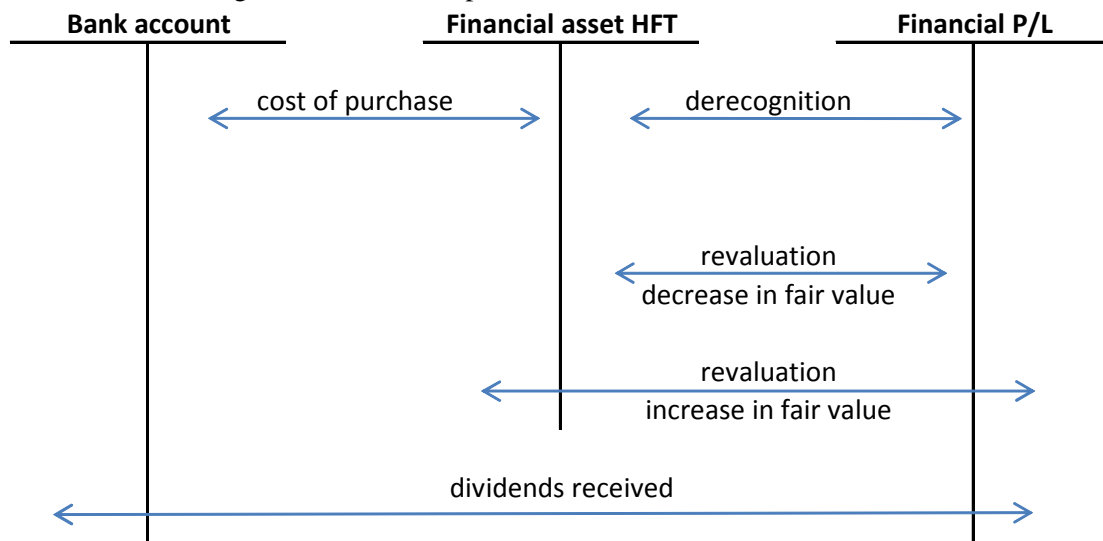 Bank account Financial asset HFT Financial P/L
cost of purchase derecognition
revaluation
decrease in fair value
revaluation
increase in fair value
dividends received